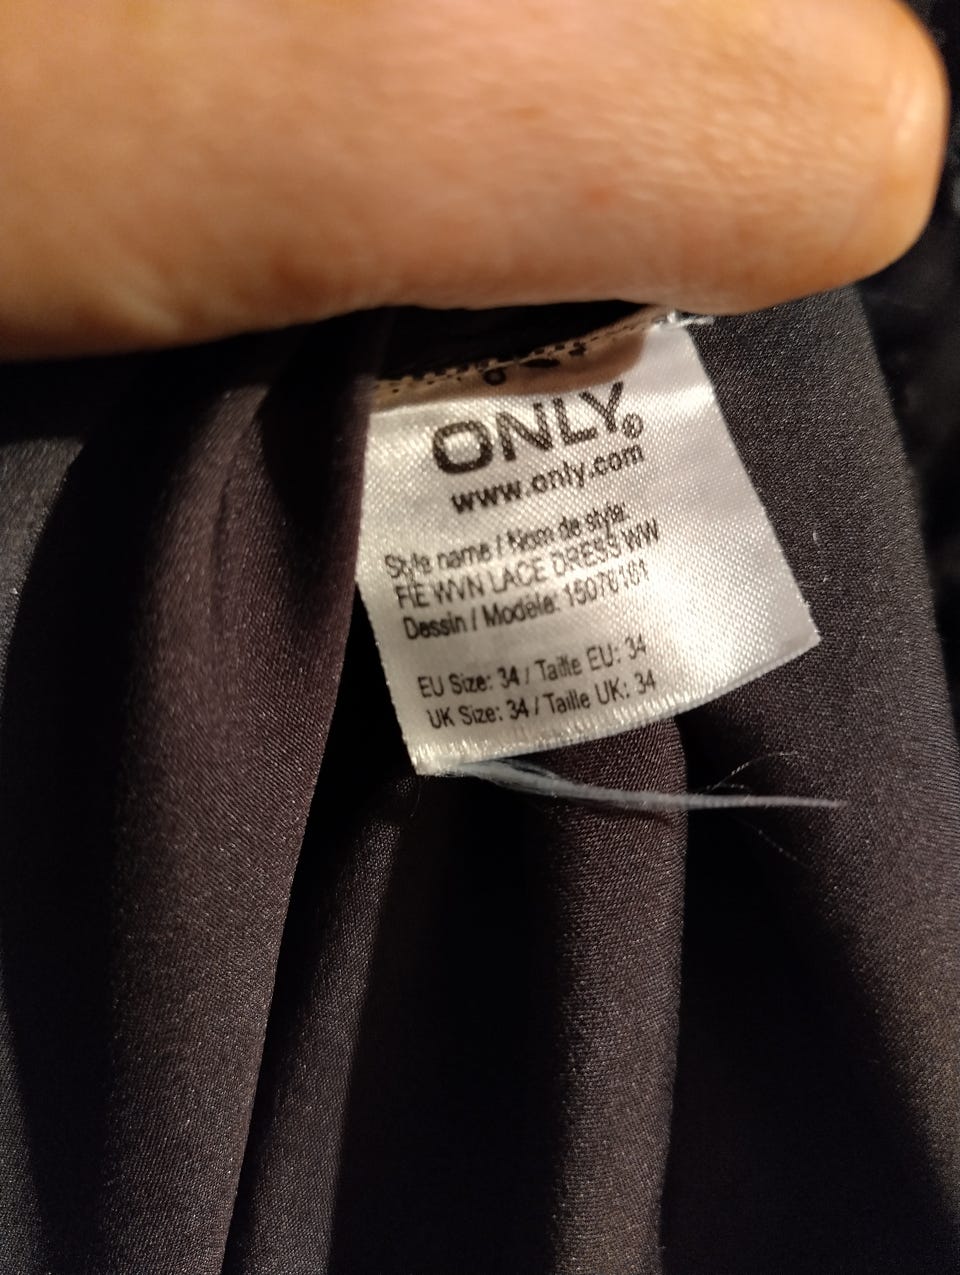 ONLY®
www.only.com
Style name / Nom de style:
FIE WVN LACE DRESS WW
Dessin / Modèle: 15076161
EU Size: 34 / Taille EU: 34
UK Size: 34 / Taille UK: 34